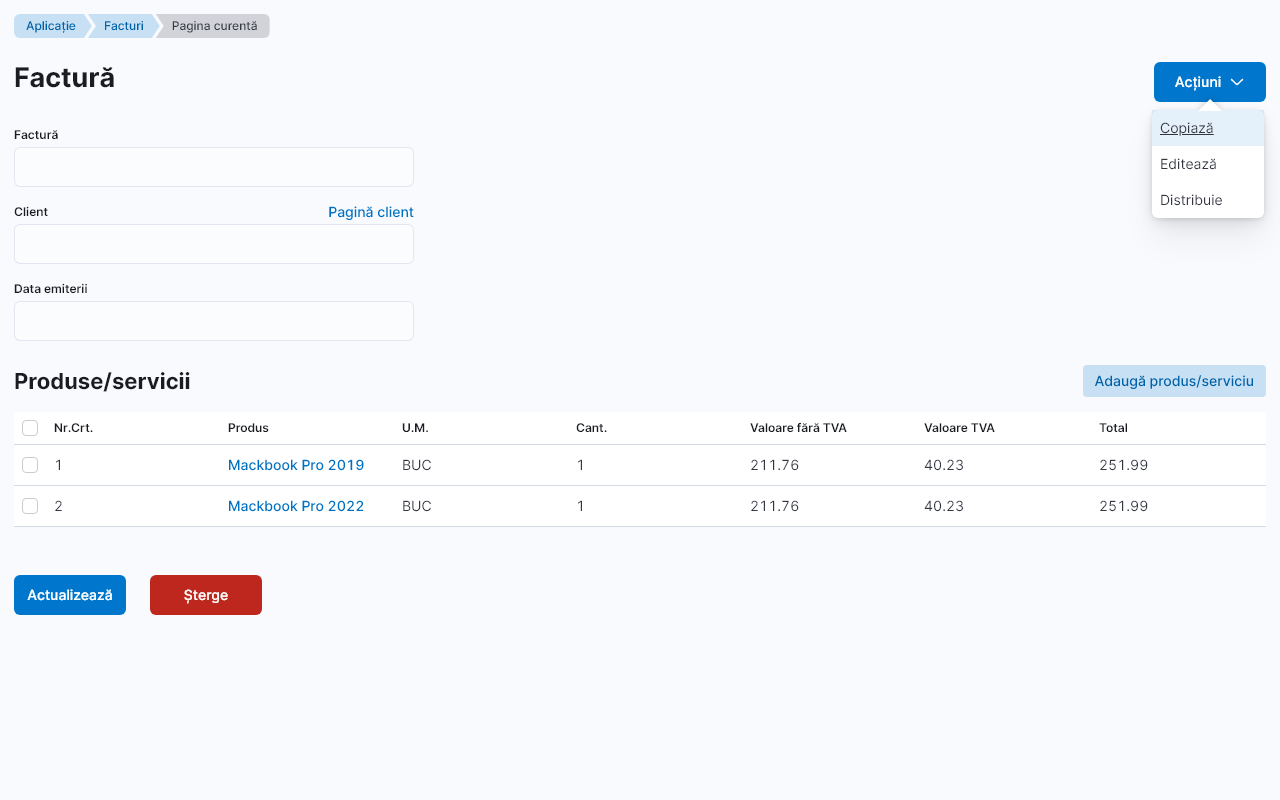 Aplicație Facturi Pagina curentă
Factură
Acțiuni
Copiază
Editează
Distribuie
Factură
Client Pagină client
Data emiterii
Produse/servicii
Adaugă produs/serviciu
Nr.Crt. Produs U.M. Cant. Valoare fără TVA Valoare TVA Total
1 Mackbook Pro 2019 BUC 1 211.76 40.23 251.99
2 Mackbook Pro 2022 BUC 1 211.76 40.23 251.99
Actualizează Șterge